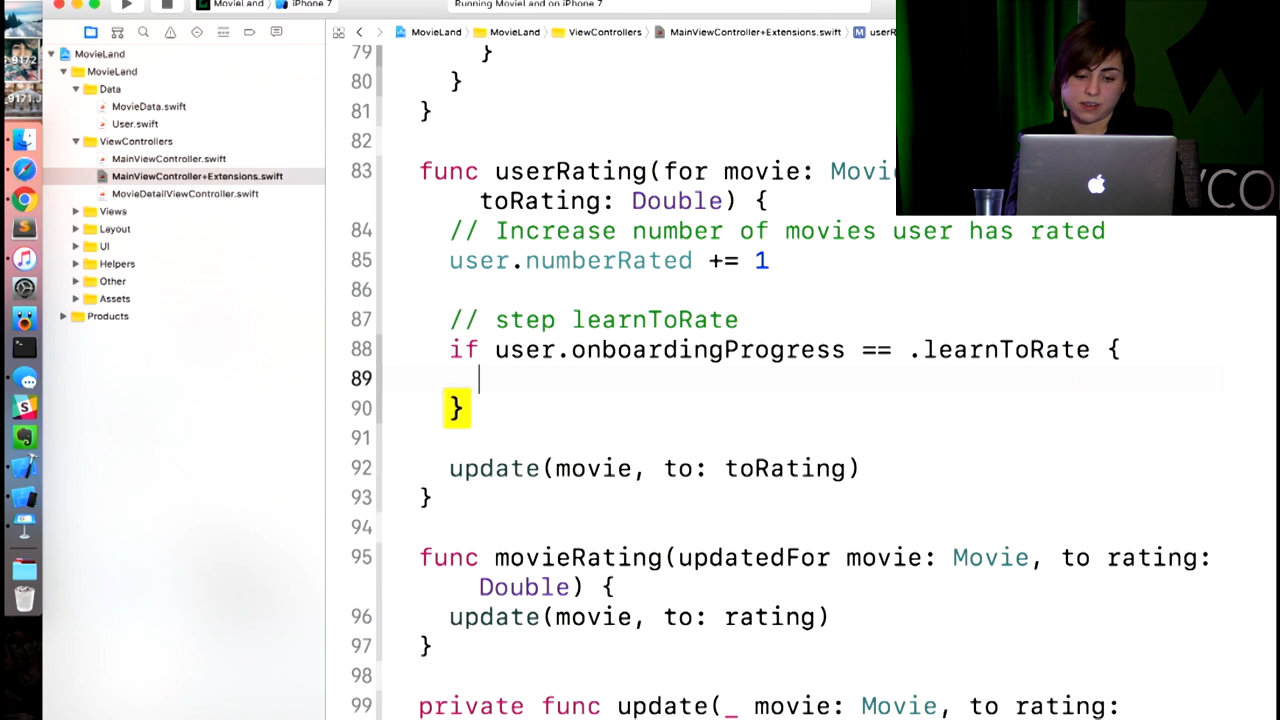 MovieLand
iPhone 7
Running MovieLand on iPhone 7
MovieLand
MovieLand
ViewControllers
MainViewController+Extensions.swift
M
MovieLand
MovieLand
Data
MovieData.swift
User.swift
ViewControllers
MainViewController.swift
MainViewController+Extensions.swift
MovieDetailViewController.swift
Views
Layout
UI
Helpers
Other
Assets
Products
79 }
80 }
81 }
82
83 func userRating(for movie:
toRating: Double) {
84 // Increase number of movies user has rated
85 user.numberRated += 1
86
87 // step learnToRate
88 if user.onboardingProgress == .learnToRate {
89
90 }
91
92 update(movie, to: toRating)
93 }
94
95 func movieRating(updatedFor movie: Movie, to rating:
Double) {
96 update(movie, to: rating)
97 }
98
99 private func update(_ movie: Movie, to rating: